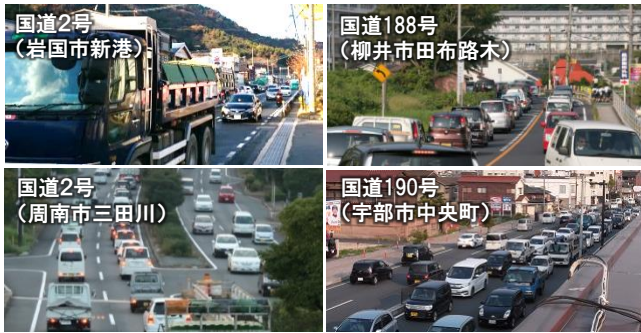 国道2号
(岩国市新港)
国道188号
(柳井市田布路木)
国道2号
(周南市三田川)
国道190号
(宇部市中央町)